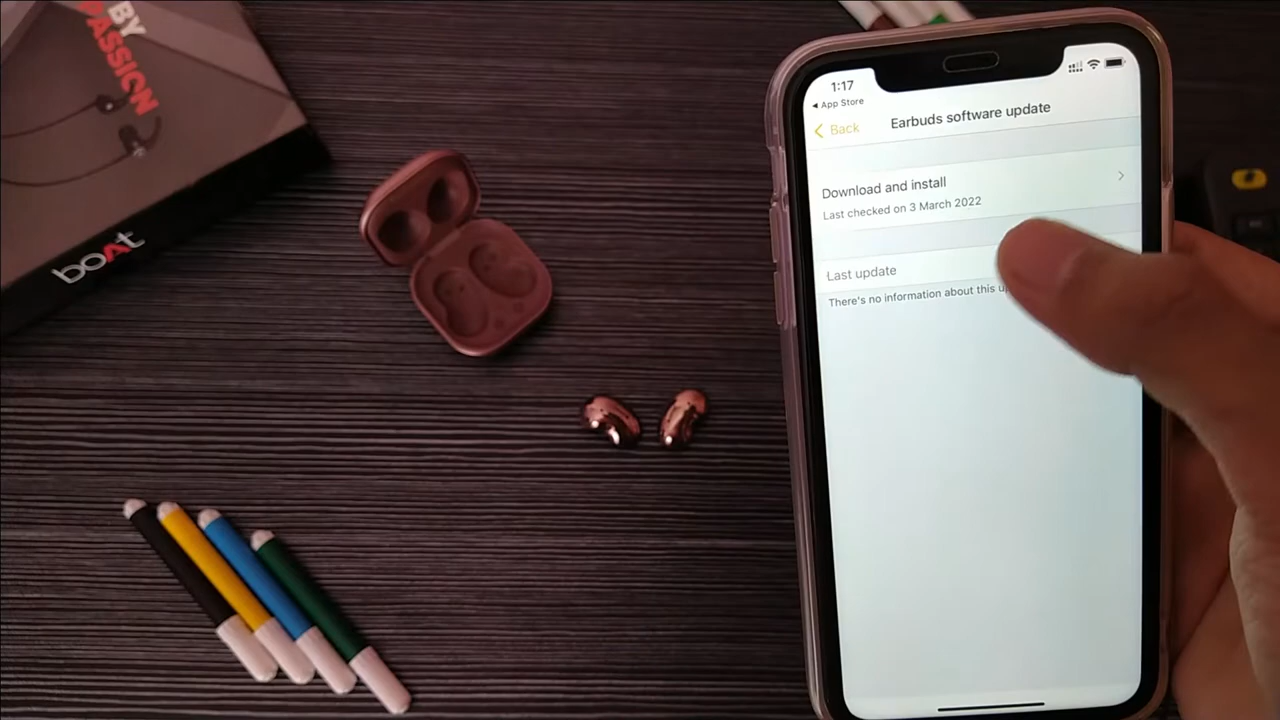 BY
PASSION
boAt
1:17
App Store
Back
Earbuds software update
Download and install
Last checked on 3 March 2022
Last update
There's no information about this